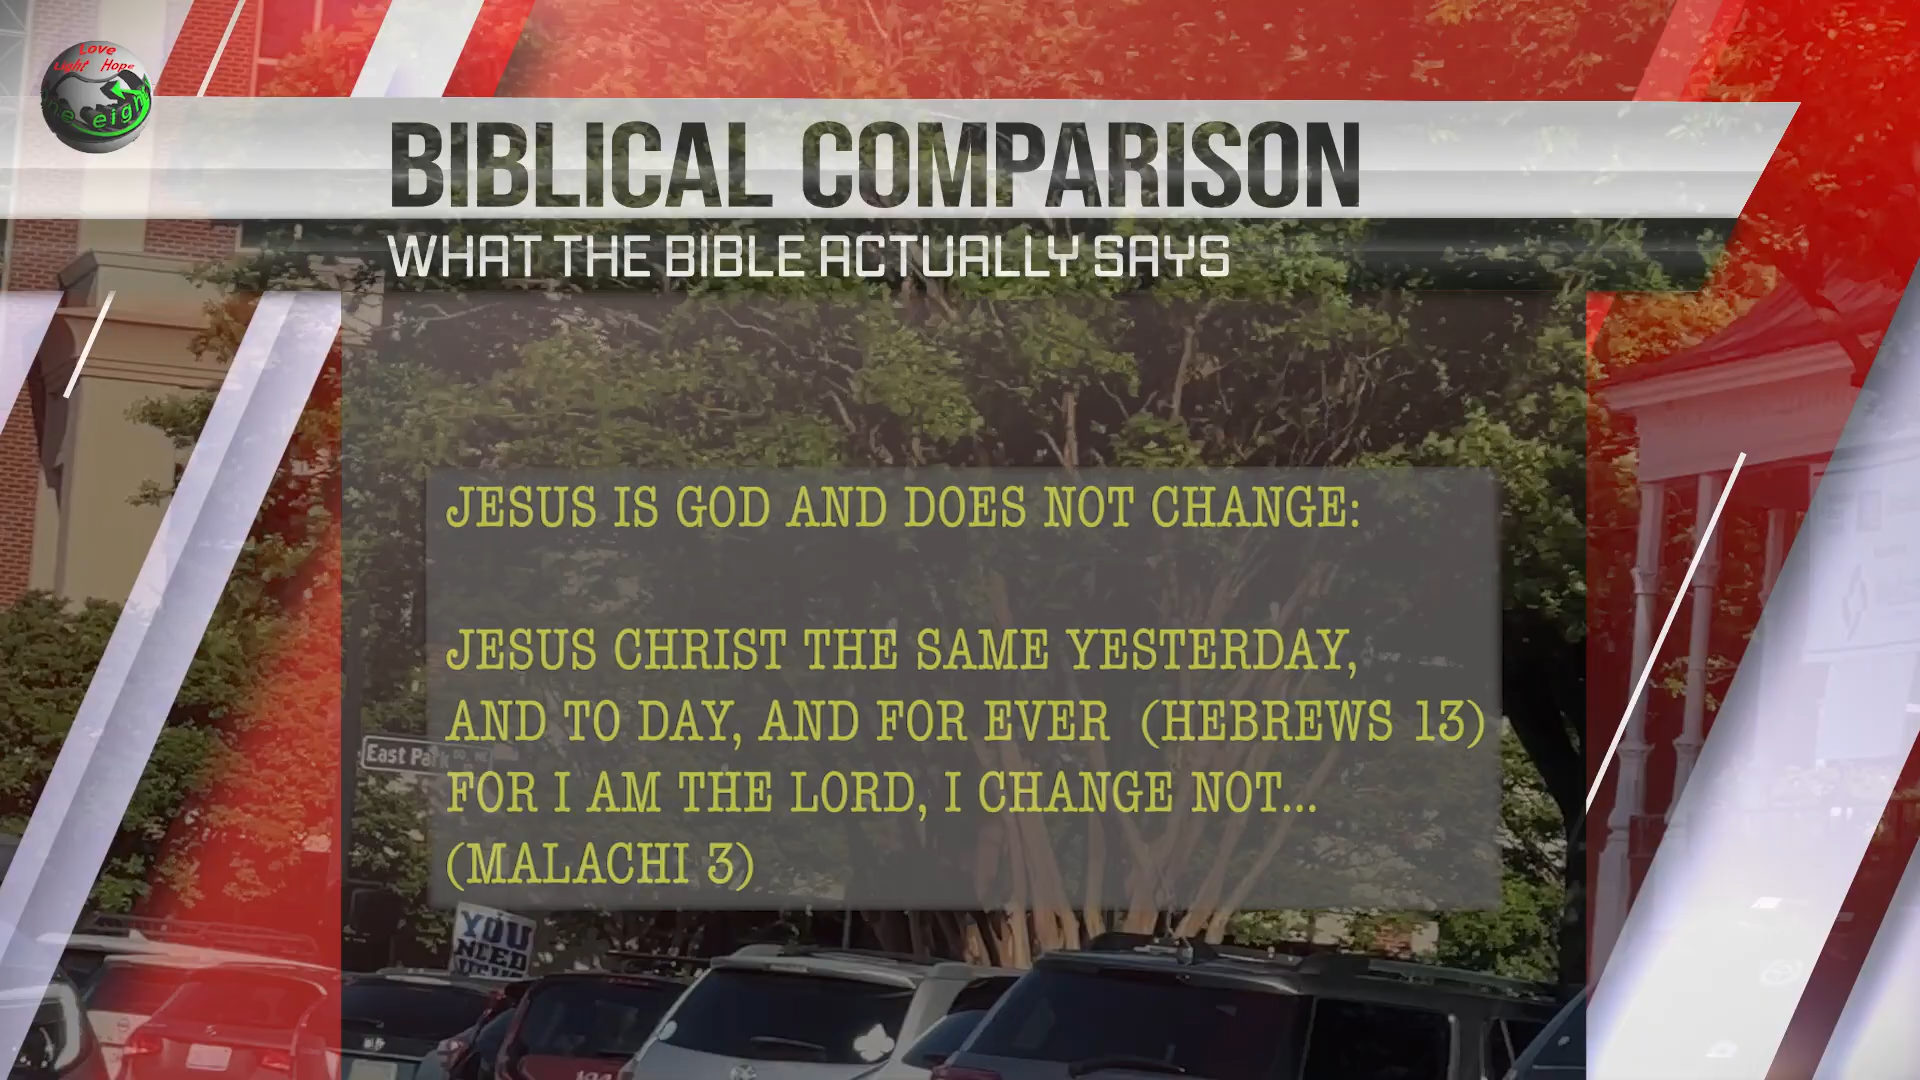 Love
Light Hope
BIBLICAL COMPARISON
WHAT THE BIBLE ACTUALLY SAYS
JESUS IS GOD AND DOES NOT CHANGE:
JESUS CHRIST THE SAME YESTERDAY,
AND TO DAY, AND FOR EVER (HEBREWS 13)
FOR I AM THE LORD, I CHANGE NOT...
(MALACHI 3)
East Park
YOU
NEED